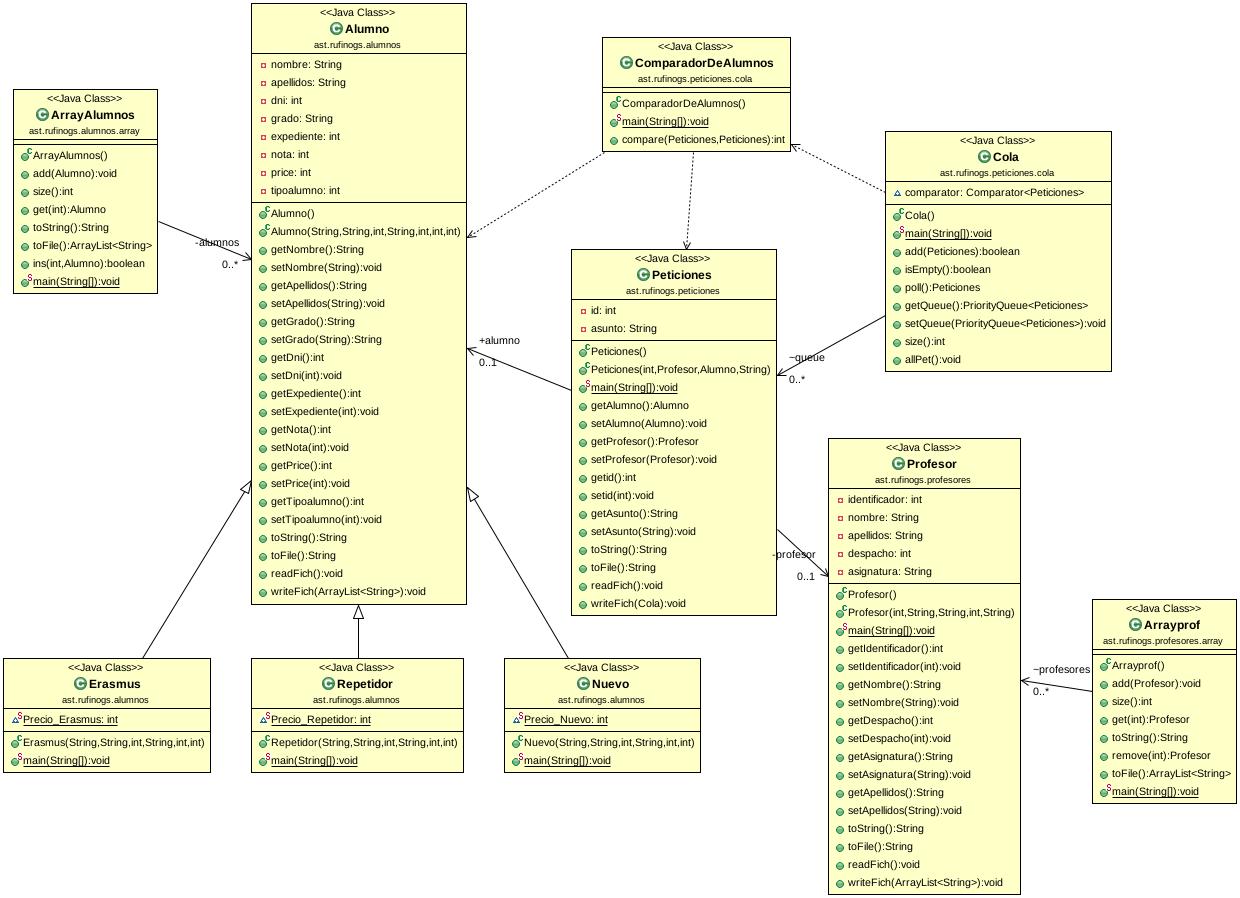 <<Java Class>>
Alumno
ast.rufinogs.alumnos
nombre: String
apellidos: String
dni: int
grado: String
expediente: int
nota: int
price: int
tipoalumno: int
Alumno()
Alumno(String,String,int,String,int,int,int)
getNombre():String
setNombre(String):void
getApellidos():String
setApellidos(String):void
getGrado():String
setGrado(String):String
getDni():int
setDni(int):void
getExpediente():int
setExpediente(int):void
getNota():int
setNota(int):void
getPrice():int
setPrice(int):void
getTipoalumno():int
setTipoalumno(int):void
toString():String
toFile():String
readFich():void
writeFich(ArrayList<String>):void
<<Java Class>>
ComparadorDeAlumnos
ast.rufinogs.peticiones.cola
ComparadorDeAlumnos()
main(String[]):void
compare(Peticiones,Peticiones):int
<<Java Class>>
ArrayAlumnos
ast.rufinogs.alumnos.array
ArrayAlumnos()
add(Alumno):void
size():int
get(int):Alumno
toString():String
toFile():ArrayList<String>
ins(int,Alumno):boolean
main(String[]):void
-alumnos
0..*
<<Java Class>>
Cola
ast.rufinogs.peticiones.cola
comparator: Comparator<Peticiones>
Cola()
main(String[]):void
add(Peticiones):boolean
isEmpty():boolean
poll():Peticiones
getQueue():PriorityQueue<Peticiones>
setQueue(PriorityQueue<Peticiones>):void
size():int
allPet():void
~queue
0..*
<<Java Class>>
Peticiones
ast.rufinogs.peticiones
id: int
asunto: String
Peticiones()
Peticiones(int,Profesor,Alumno,String)
main(String[]):void
getAlumno():Alumno
setAlumno(Alumno):void
getProfesor():Profesor
setProfesor(Profesor):void
getid():int
setid(int):void
getAsunto():String
setAsunto(String):void
toString():String
toFile():String
readFich():void
writeFich(Cola):void
+alumno
0..1
-profesor
0..1
<<Java Class>>
Profesor
ast.rufinogs.profesores
identificador: int
nombre: String
apellidos: String
despacho: int
asignatura: String
Profesor()
Profesor(int,String,String,int,String)
main(String[]):void
getIdentificador():int
setIdentificador(int):void
getNombre():String
setNombre(String):void
getDespacho():int
setDespacho(int):void
getAsignatura():String
setAsignatura(String):void
getApellidos():String
setApellidos(String):void
toString():String
toFile():String
readFich():void
writeFich(ArrayList<String>):void
<<Java Class>>
Arrayprof
ast.rufinogs.profesores.array
Arrayprof()
add(Profesor):void
size():int
get(int):Profesor
toString():String
remove(int):Profesor
toFile():ArrayList<String>
main(String[]):void
~profesores
0..*
<<Java Class>>
Erasmus
ast.rufinogs.alumnos
Precio_Erasmus: int
Erasmus(String,String,int,String,int,int)
main(String[]):void
<<Java Class>>
Repetidor
ast.rufinogs.alumnos
Precio_Repetidor: int
Repetidor(String,String,int,String,int,int)
main(String[]):void
<<Java Class>>
Nuevo
ast.rufinogs.alumnos
Precio_Nuevo: int
Nuevo(String,String,int,String,int,int)
main(String[]):void